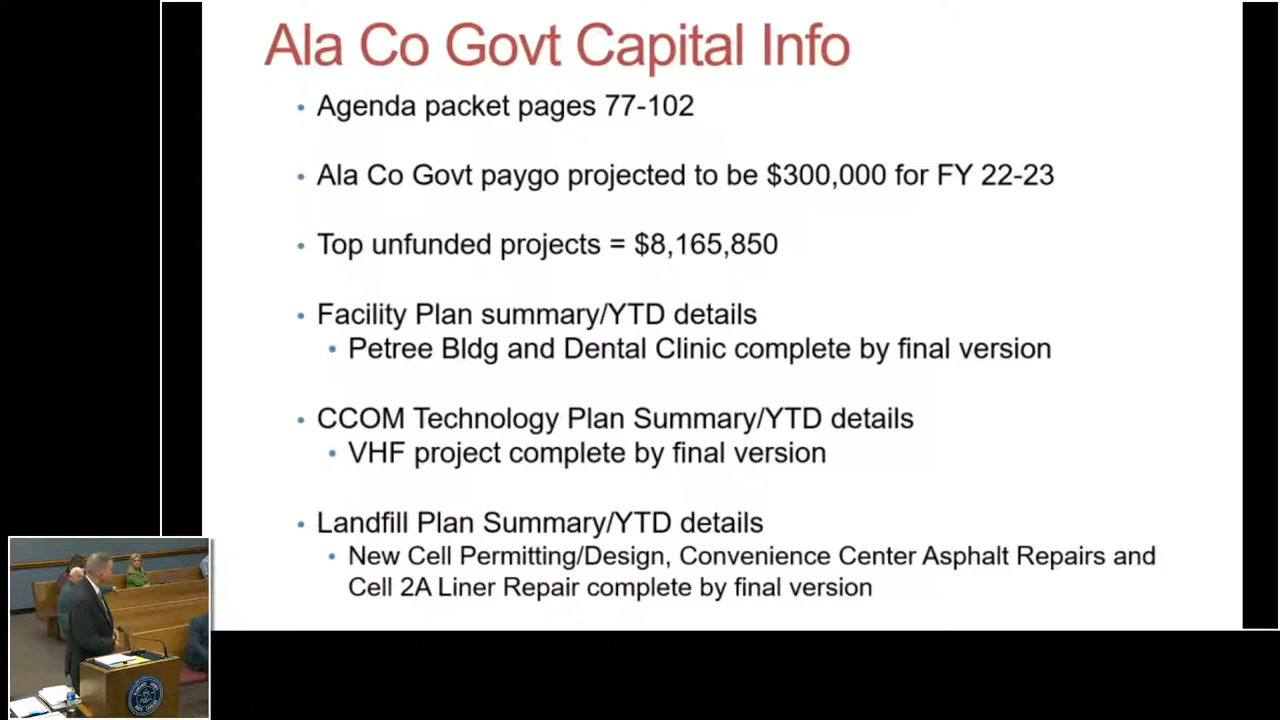 Ala Co Govt Capital Info
• Agenda packet pages 77-102
• Ala Co Govt paygo projected to be $300,000 for FY 22-23
• Top unfunded projects = $8,165,850
• Facility Plan summary/YTD details
• Petree Bldg and Dental Clinic complete by final version
• CCOM Technology Plan Summary/YTD details
• VHF project complete by final version
• Landfill Plan Summary/YTD details
• New Cell Permitting/Design, Convenience Center Asphalt Repairs and
Cell 2A Liner Repair complete by final version